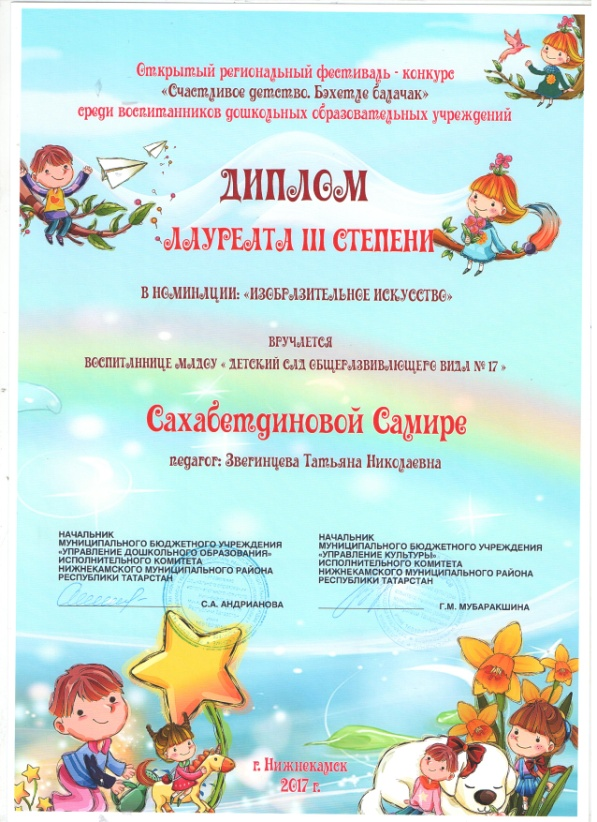 Открытый региональный фестиваль - конкурс
«Счастливое детство. Бэхетле балачак»
среди воспитанников дошкольных образовательных учреждений
ДИПЛОМ
ЛАУРЕАТА III СТЕПЕНИ
В НОМИНАЦИИ: «ИЗОБРАЗИТЕЛЬНОЕ ИСКУССТВО»
ВРУЧАЕТСЯ
ВОСПИТАННИЦЕ МАДОУ « ДЕТСКИЙ САД ОБЩЕРАЗВИВАЮЩЕГО ВИДА № 17 »
Сахабетдиновой Самире
педагог: Звегинцева Татьяна Николаевна
НАЧАЛЬНИК
МУНИЦИПАЛЬНОГО БЮДЖЕТНОГО УЧРЕЖДЕНИЯ
«УПРАВЛЕНИЕ ДОШКОЛЬНОГО ОБРАЗОВАНИЯ»
ИСПОЛНИТЕЛЬНОГО КОМИТЕТА
НИЖНЕКАМСКОГО МУНИЦИПАЛЬНОГО РАЙОНА
РЕСПУБЛИКИ ТАТАРСТАН
С.А. АНДРИАНОВА
НАЧАЛЬНИК
МУНИЦИПАЛЬНОГО БЮДЖЕТНОГО УЧРЕЖДЕНИЯ
«УПРАВЛЕНИЕ КУЛЬТУРЫ»
ИСПОЛНИТЕЛЬНОГО КОМИТЕТА
НИЖНЕКАМСКОГО МУНИЦИПАЛЬНОГО РАЙОНА
РЕСПУБЛИКИ ТАТАРСТАН
Г.М. МУБАРАКШИНА
г. Нижнекамск
2017 г.